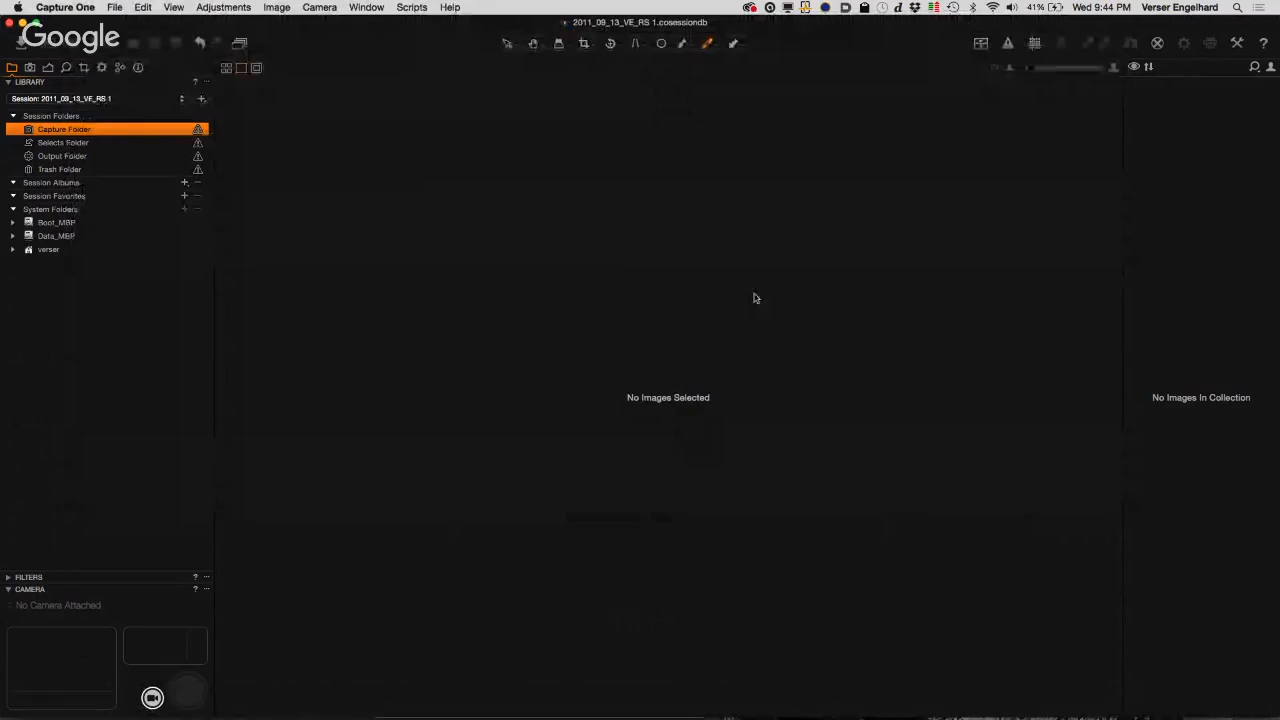 Capture One File Edit View Adjustments Image Camera Window Scripts Help 41% Wed 9:44 PM Verser Engelhard
2011_09_13_VE_RS 1.cosessiondb
Google
LIBRARY ? ...
Session: 2011_09_13_VE_RS 1
Session Folders
Capture Folder
Selects Folder
Output Folder
Trash Folder
Session Albums
Session Favorites
System Folders
Boot_MBP
Data_MBP
verser
No Images Selected
No Images In Collection
FILTERS ? ...
CAMERA ? ...
No Camera Attached